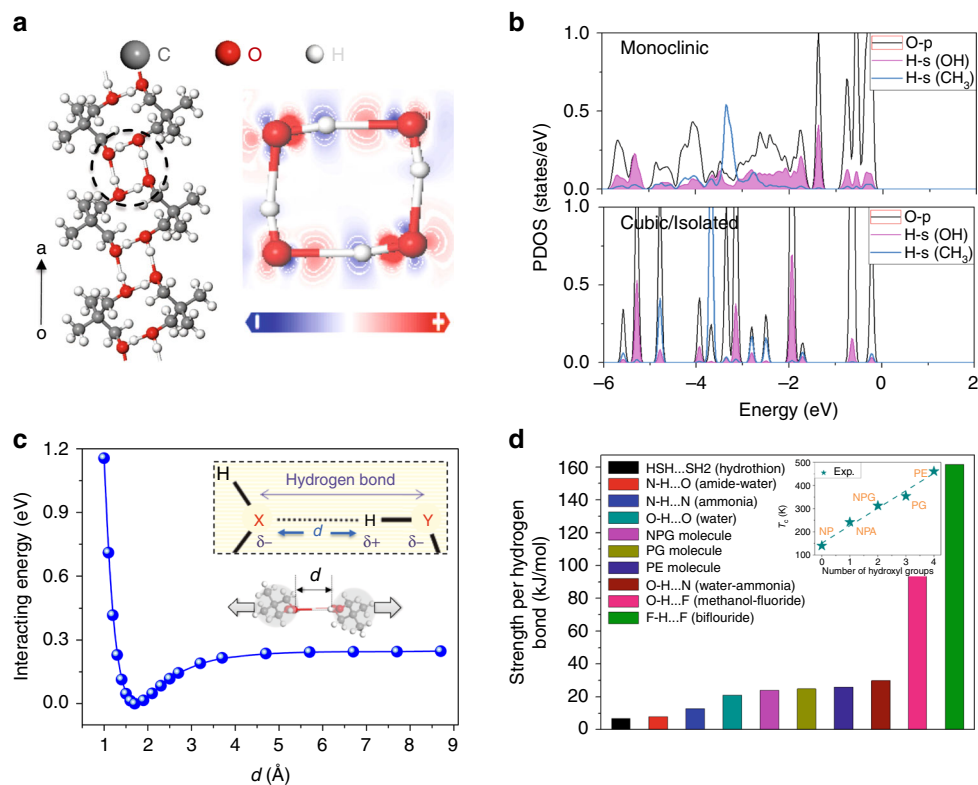 a
C
O
H
a
o
b
Monoclinic
O-p
H-s (OH)
H-s (CH3)
1.0
0.5
0.0
Cubic/Isolated
O-p
H-s (OH)
H-s (CH3)
1.0
0.5
0.0
PDOS (states/eV)
−6
−4
−2
0
2
Energy (eV)
c
1.2
0.9
0.6
0.3
0.0
Interacting energy (eV)
H
Hydrogen bond
X
H
Y
δ−
d
δ+
δ−
d
1
2
3
4
5
6
7
8
9
d (Å)
d
160
140
120
100
80
60
40
20
0
Strength per hydrogen
bond (kJ/mol)
HSH...SH2 (hydrothion)
N-H...O (amide-water)
N-H...N (ammonia)
O-H...O (water)
NPG molecule
PG molecule
PE molecule
O-H...N (water-ammonia)
O-H...F (methanol-fluoride)
F-H...F (biflouride)
500
400
300
200
100
Tc (K)
Exp.
PE
NPG
PG
NP
NPA
0
1
2
3
4
Number of hydroxyl groups